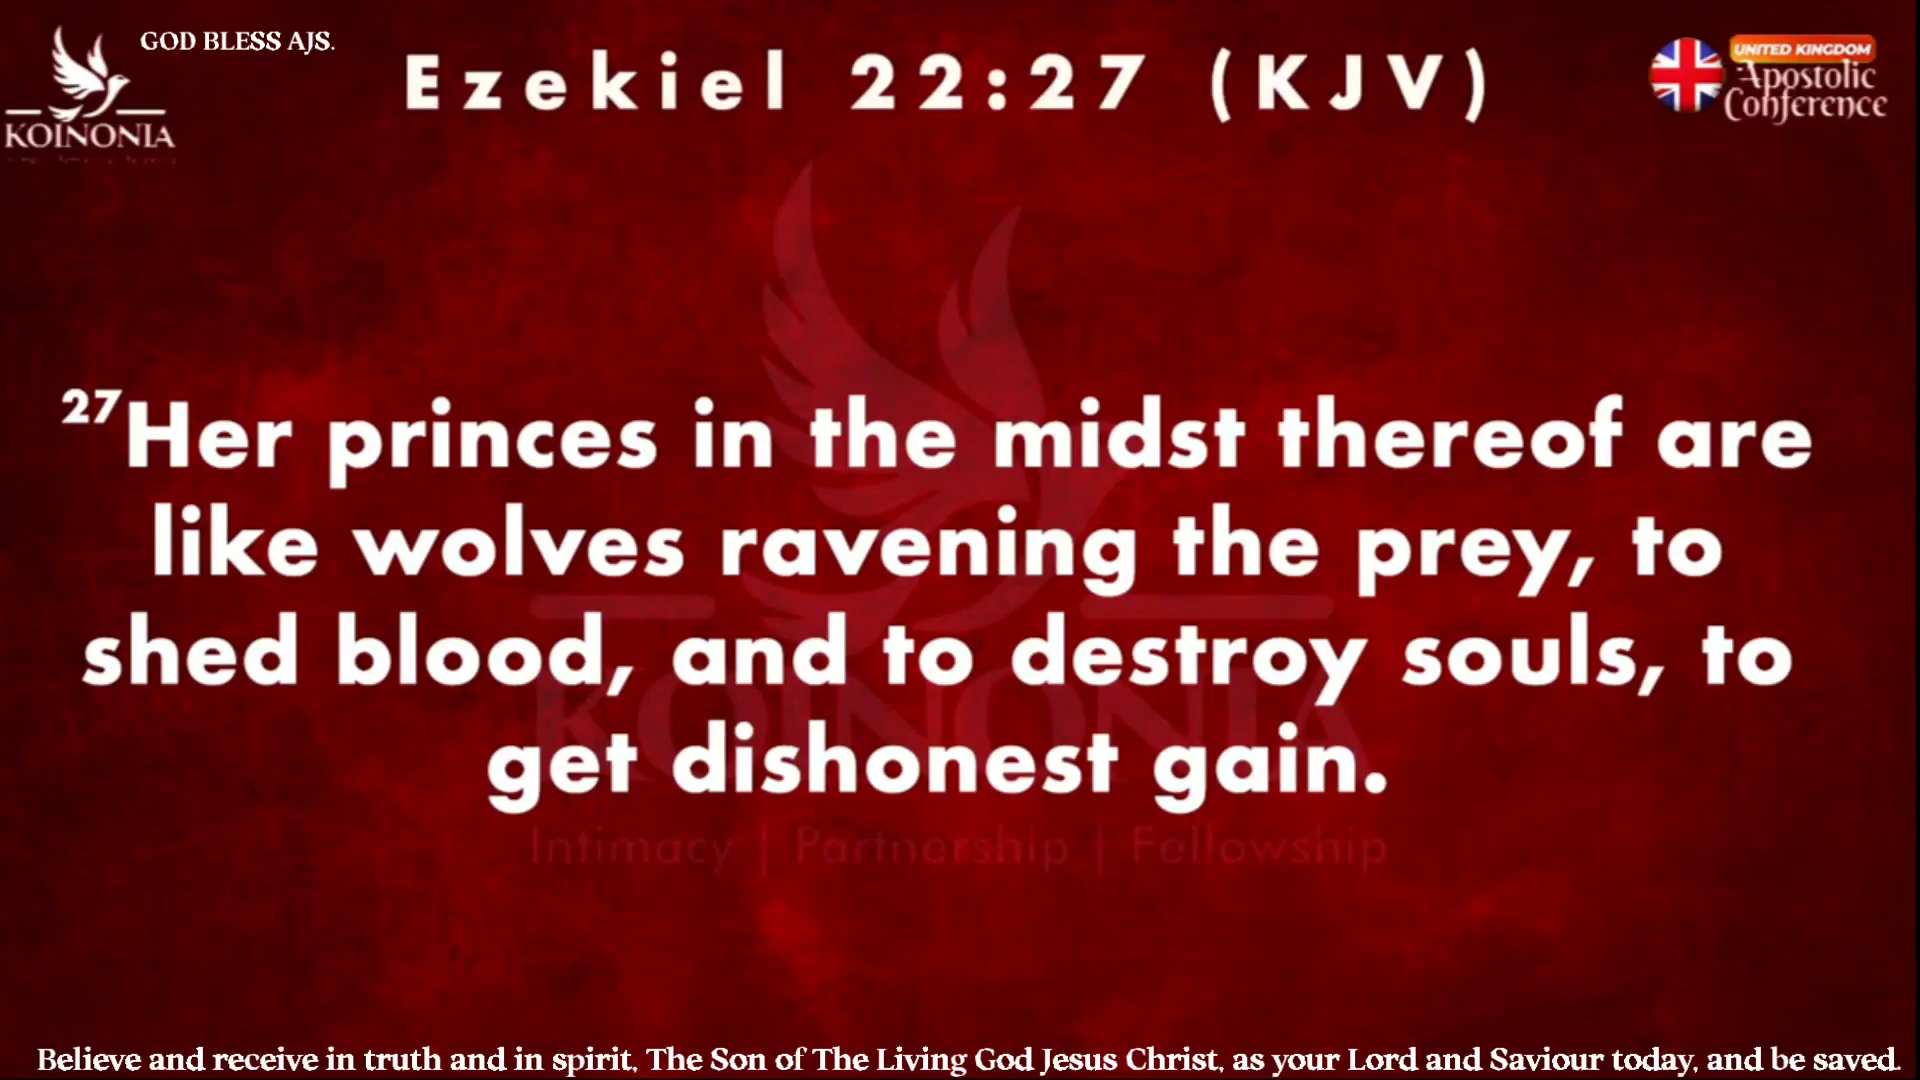 GOD BLESS AJS.
KOINONIA
Ezekiel 22:27 (KJV)
UNITED KINGDOM
Apostolic
Conference
27Her princes in the midst thereof are
like wolves ravening the prey, to
shed blood, and to destroy souls, to
get dishonest gain.
KOINONIA
Intimacy | Partnership | Fellowship
Believe and receive in truth and in spirit, The Son of The Living God Jesus Christ, as your Lord and Saviour today, and be saved.